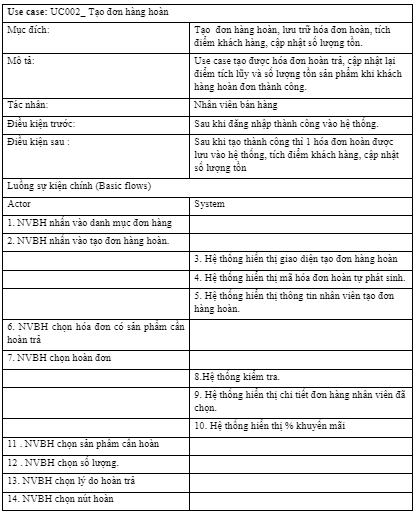 Use case: UC002_ Tạo đơn hàng hoàn
Mục đích:
Tạo đơn hàng hoàn, lưu trữ hóa đơn hoàn, tích
điểm khách hàng, cập nhật số lượng tồn.
Mô tả:
Use case tạo được hóa đơn hoàn trả, cập nhật lại
điểm tích lũy và số lượng tồn sản phẩm khi khách
hàng hoàn đơn thành công.
Tác nhân:
Nhân viên bán hàng
Điều kiện trước:
Sau khi đăng nhập thành công vào hệ thống.
Điều kiện sau :
Sau khi tạo thành công thì 1 hóa đơn hoàn được
lưu vào hệ thống, tích điểm khách hàng, cập nhật
số lượng tồn
Luồng sự kiện chính (Basic flows)
Actor
System
1. NVBH nhấn vào danh mục đơn hàng
2. NVBH nhấn vào tạo đơn hàng hoàn.
3. Hệ thống hiển thị giao diện tạo đơn hàng hoàn
4. Hệ thống hiển thị mã hóa đơn hoàn tự phát sinh.
5. Hệ thống hiển thị thông tin nhân viên tạo đơn
hàng hoàn.
6. NVBH chọn hóa đơn có sản phẩm cần
hoàn trả
7. NVBH chọn hoàn đơn
8.Hệ thống kiểm tra.
9. Hệ thống hiển thị chi tiết đơn hàng nhân viên đã
chọn.
10. Hệ thống hiển thị % khuyến mãi
11 . NVBH chọn sản phẩm cần hoàn
12 . NVBH chọn số lượng.
13. NVBH chọn lý do hoàn trả
14. NVBH chọn nút hoàn